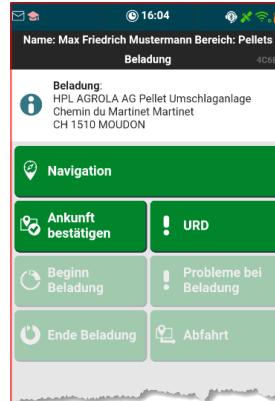 16:04
Name: Max Friedrich Mustermann Bereich: Pellets
Beladung
Beladung:
HPL AGROLA AG Pellet Umschlaganlage
Chemin du Martinet Martinet
CH 1510 MOUDON
Navigation
Ankunft
bestätigen
URD
Beginn
Beladung
Probleme bei
Beladung
Ende Beladung
Abfahrt